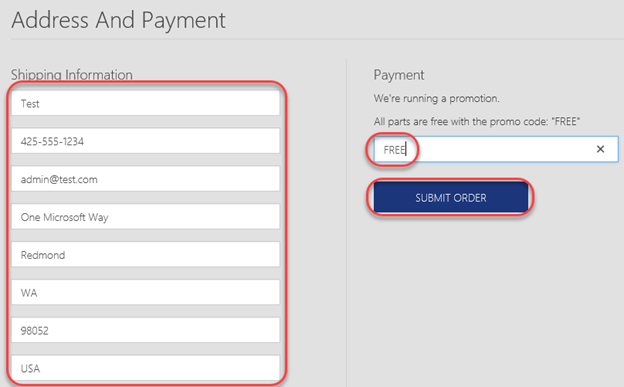 Address And Payment
Shipping Information
Test
425-555-1234
admin@test.com
One Microsoft Way
Redmond
WA
98052
USA
Payment
We're running a promotion.
All parts are free with the promo code: "FREE"
FREE
SUBMIT ORDER